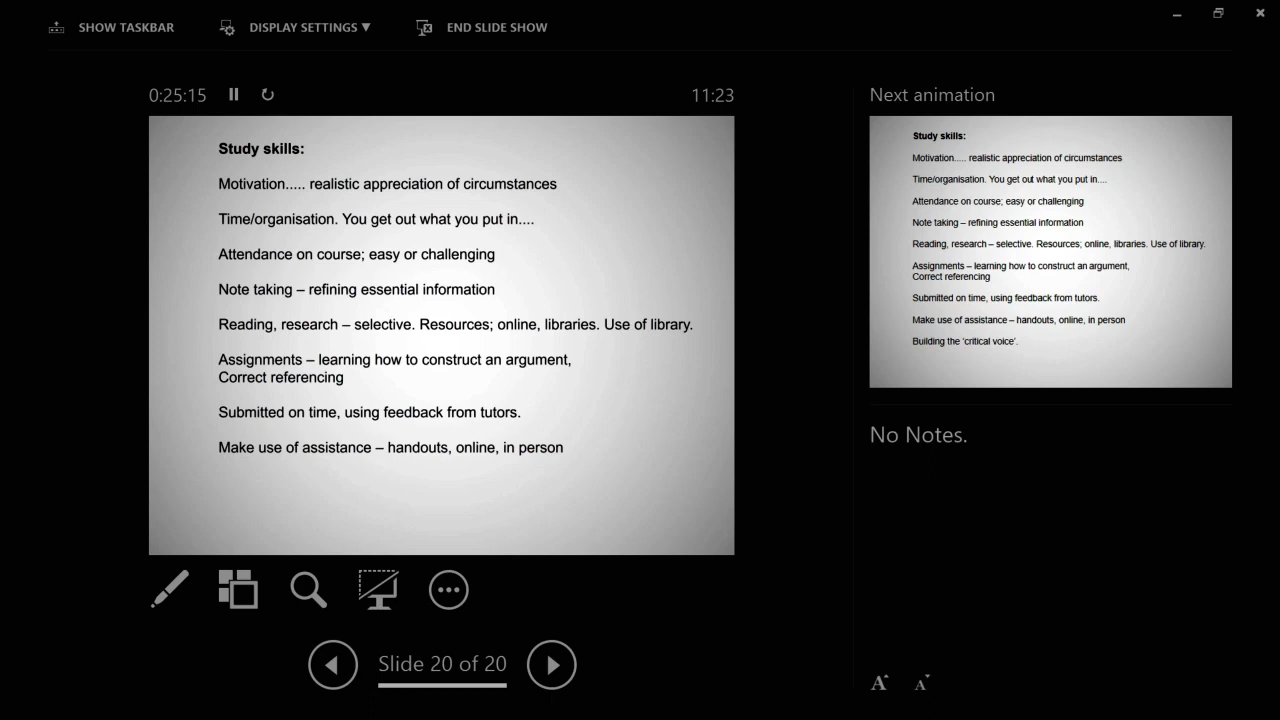 SHOW TASKBAR
DISPLAY SETTINGS ▼
END SLIDE SHOW
0:25:15
11:23
Study skills:
Motivation..... realistic appreciation of circumstances
Time/organisation. You get out what you put in....
Attendance on course; easy or challenging
Note taking – refining essential information
Reading, research – selective. Resources; online, libraries. Use of library.
Assignments – learning how to construct an argument,
Correct referencing
Submitted on time, using feedback from tutors.
Make use of assistance – handouts, online, in person
Slide 20 of 20
Next animation
Study skills:
Motivation..... realistic appreciation of circumstances
Time/organisation. You get out what you put in....
Attendance on course; easy or challenging
Note taking – refining essential information
Reading, research – selective. Resources; online, libraries. Use of library.
Assignments – learning how to construct an argument,
Correct referencing
Submitted on time, using feedback from tutors.
Make use of assistance – handouts, online, in person
Building the ‘critical voice’.
No Notes.
A A